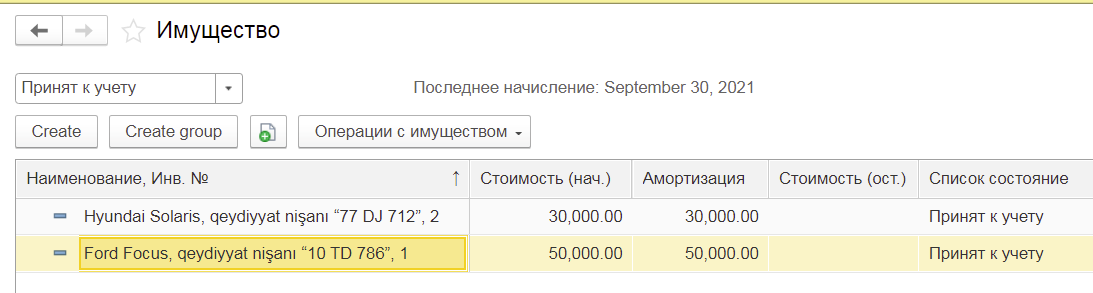 Имущество
Принят к учету
Последнее начисление: September 30, 2021
Create Create group Операции с имуществом
Наименование, Инв. № ↑ Стоимость (нач.) Амортизация Стоимость (ост.) Список состояние
Hyundai Solaris, qeydiyyat nişanı “77 DJ 712”, 2 30,000.00 30,000.00 Принят к учету
Ford Focus, qeydiyyat nişanı “10 TD 786”, 1 50,000.00 50,000.00 Принят к учету